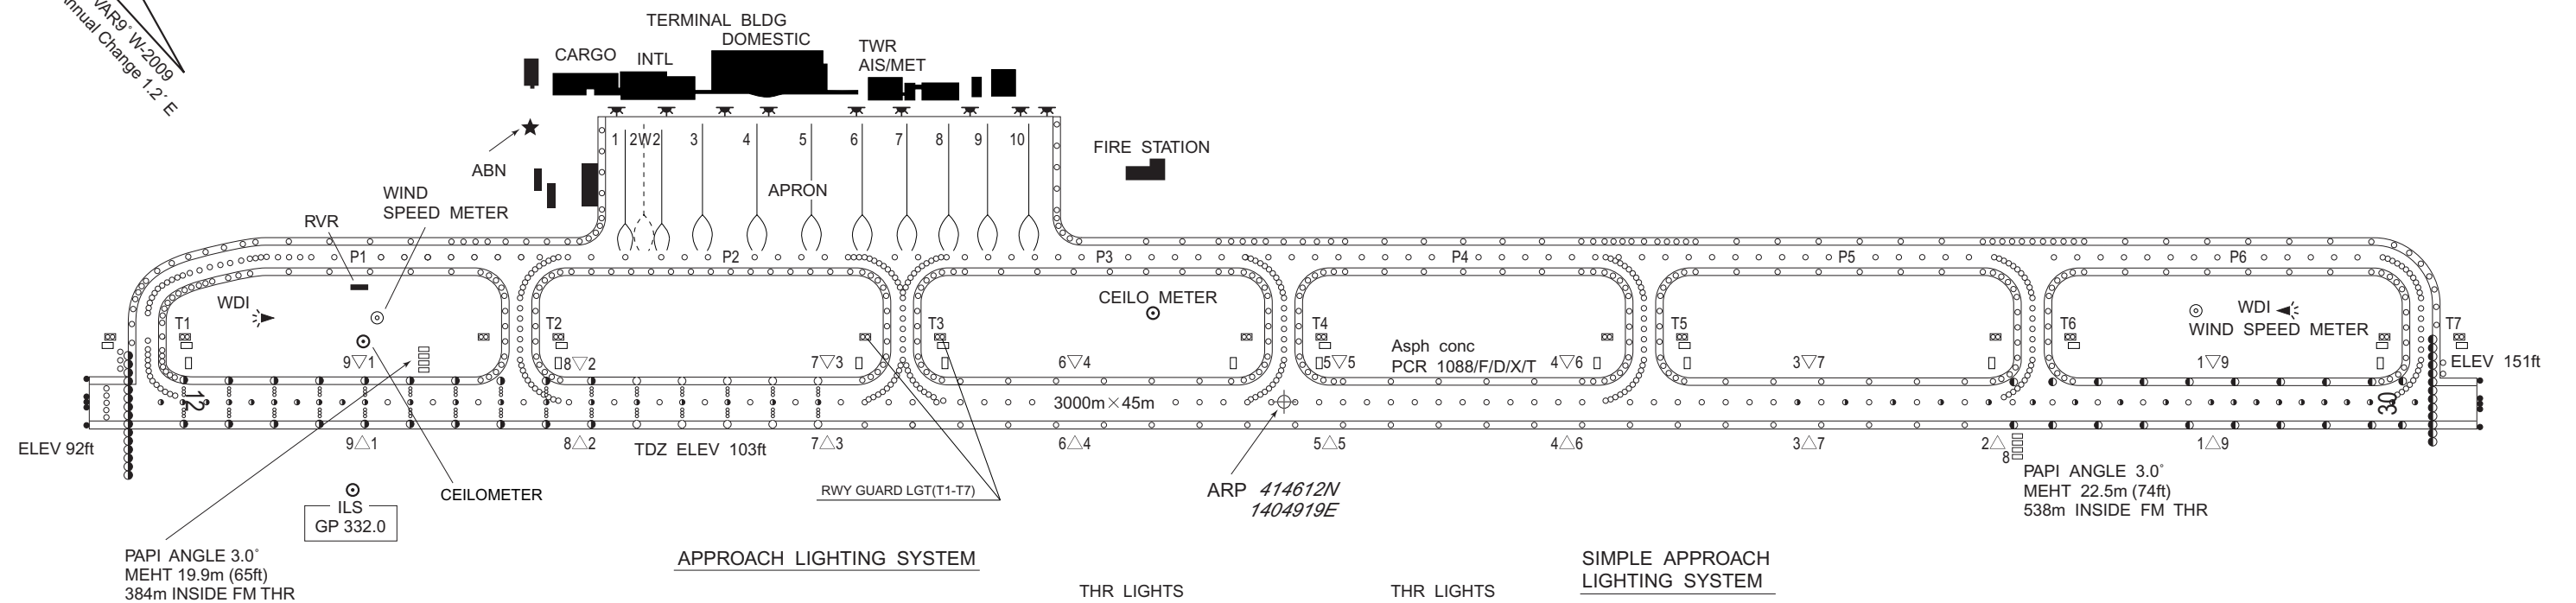 VAR9° W-2009
Annual Change 1.2´ E
TERMINAL BLDG
DOMESTIC
CARGO
INTL
TWR
AIS/MET
ABN
1 2W 2 3 4 5 6 7 8 9 10
FIRE STATION
APRON
WIND
SPEED METER
RVR
P1 P2 P3 P4 P5 P6
WDI
CEILO METER
WDI
WIND SPEED METER
T1 T2 T3 T4 T5 T6 T7
Asph conc
PCR 1088/F/D/X/T
9▽1 8▽2 7▽3 6▽4 5▽5 4▽6 3▽7 1▽9
ELEV 151ft
12
3000m×45m
30
ELEV 92ft
9△1 8△2 7△3 6△4 5△5 4△6 3△7 2△8 1△9
TDZ ELEV 103ft
CEILOMETER
RWY GUARD LGT(T1-T7)
ARP 414612N
1404919E
PAPI ANGLE 3.0°
MEHT 22.5m (74ft)
538m INSIDE FM THR
ILS
GP 332.0
PAPI ANGLE 3.0°
MEHT 19.9m (65ft)
384m INSIDE FM THR
APPROACH LIGHTING SYSTEM
SIMPLE APPROACH
LIGHTING SYSTEM
THR LIGHTS
THR LIGHTS